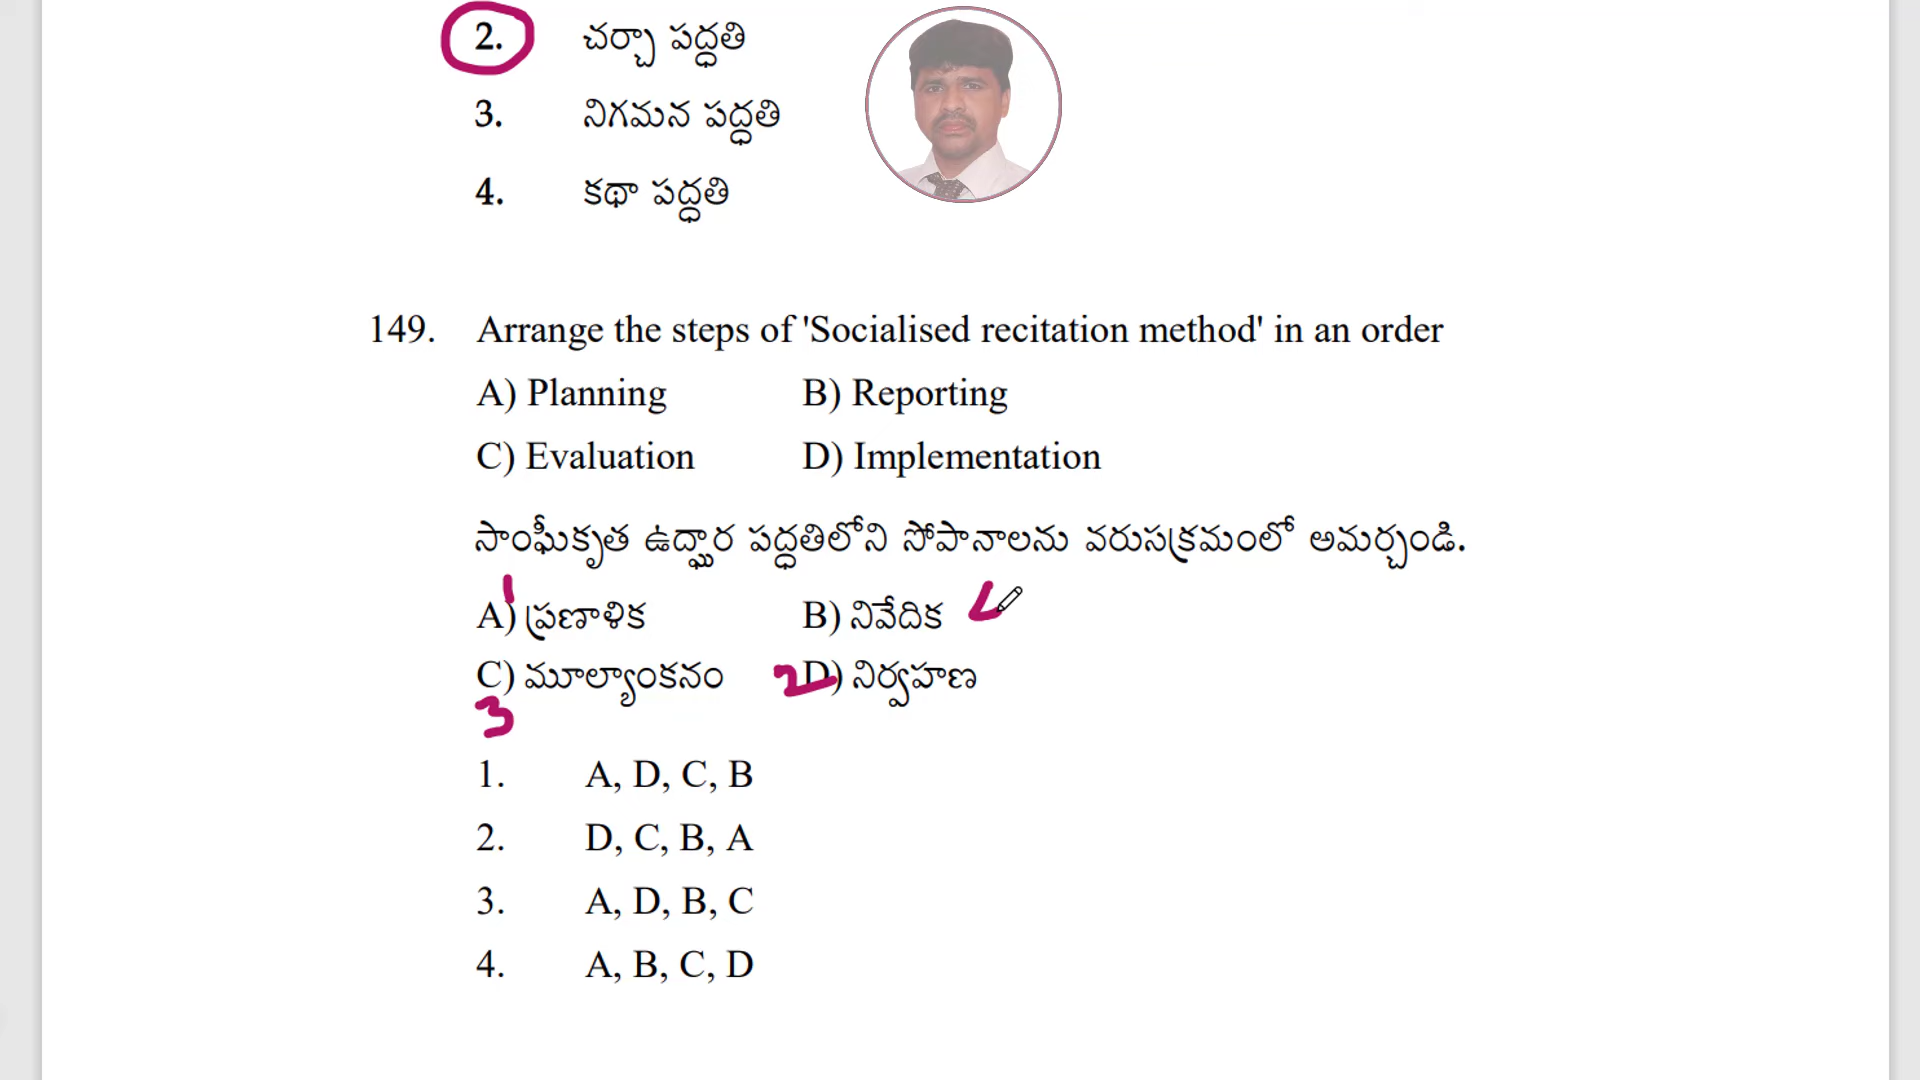 2. చర్చా పద్ధతి
3. నిగమన పద్ధతి
4. కథా పద్ధతి
149. Arrange the steps of 'Socialised recitation method' in an order
A) Planning B) Reporting
C) Evaluation D) Implementation
సాంఘీకృత ఉద్ఘార పద్ధతిలోని సోపానాలను వరుసక్రమంలో అమర్చండి.
1
A) ప్రణాళిక B) నివేదిక
C) మూల్యాంకనం 2 D) నిర్వహణ
3
1. A, D, C, B
2. D, C, B, A
3. A, D, B, C
4. A, B, C, D